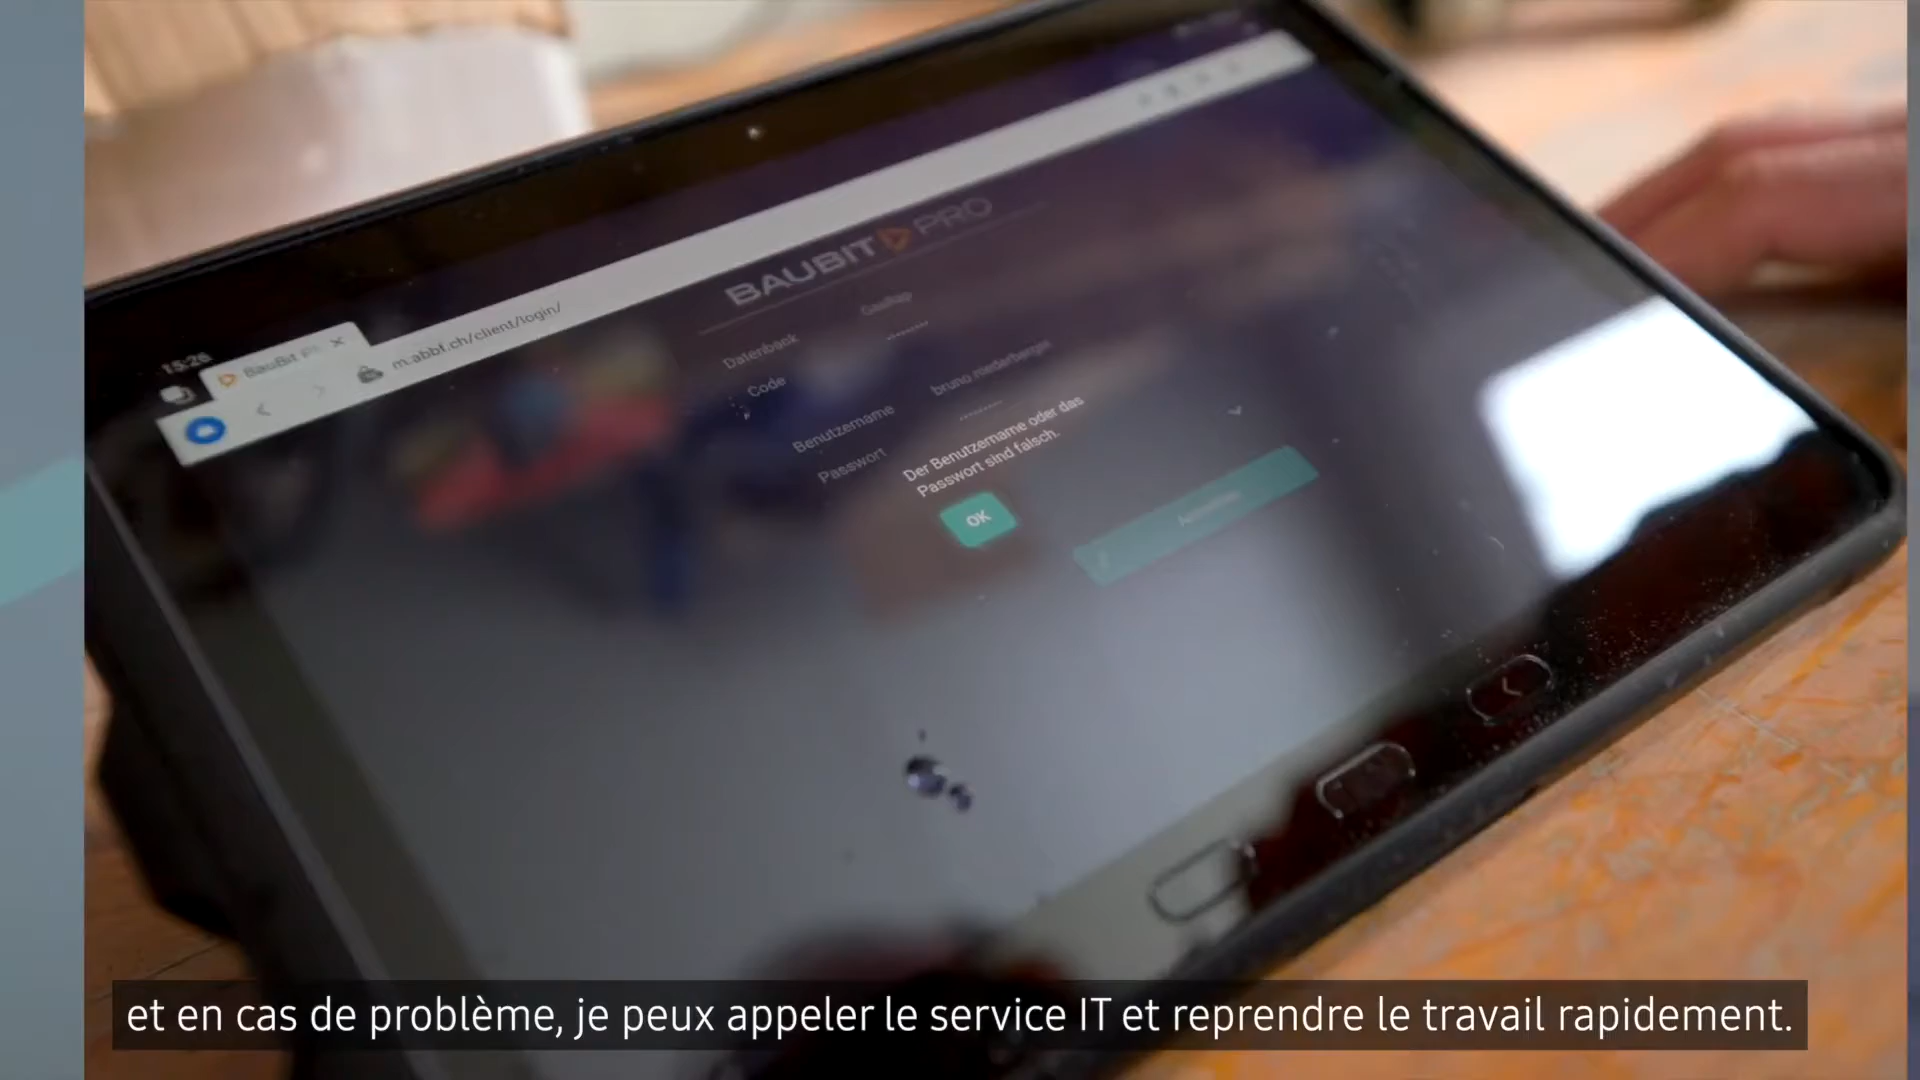 15:26
BauBit
m.abbf.ch/client/login/
BAUBIT PRO
Datenbank
Code
Benutzername
bruno.niederberger
Passwort
Der Benutzername oder das
Passwort sind falsch.
OK
et en cas de problème, je peux appeler le service IT et reprendre le travail rapidement.